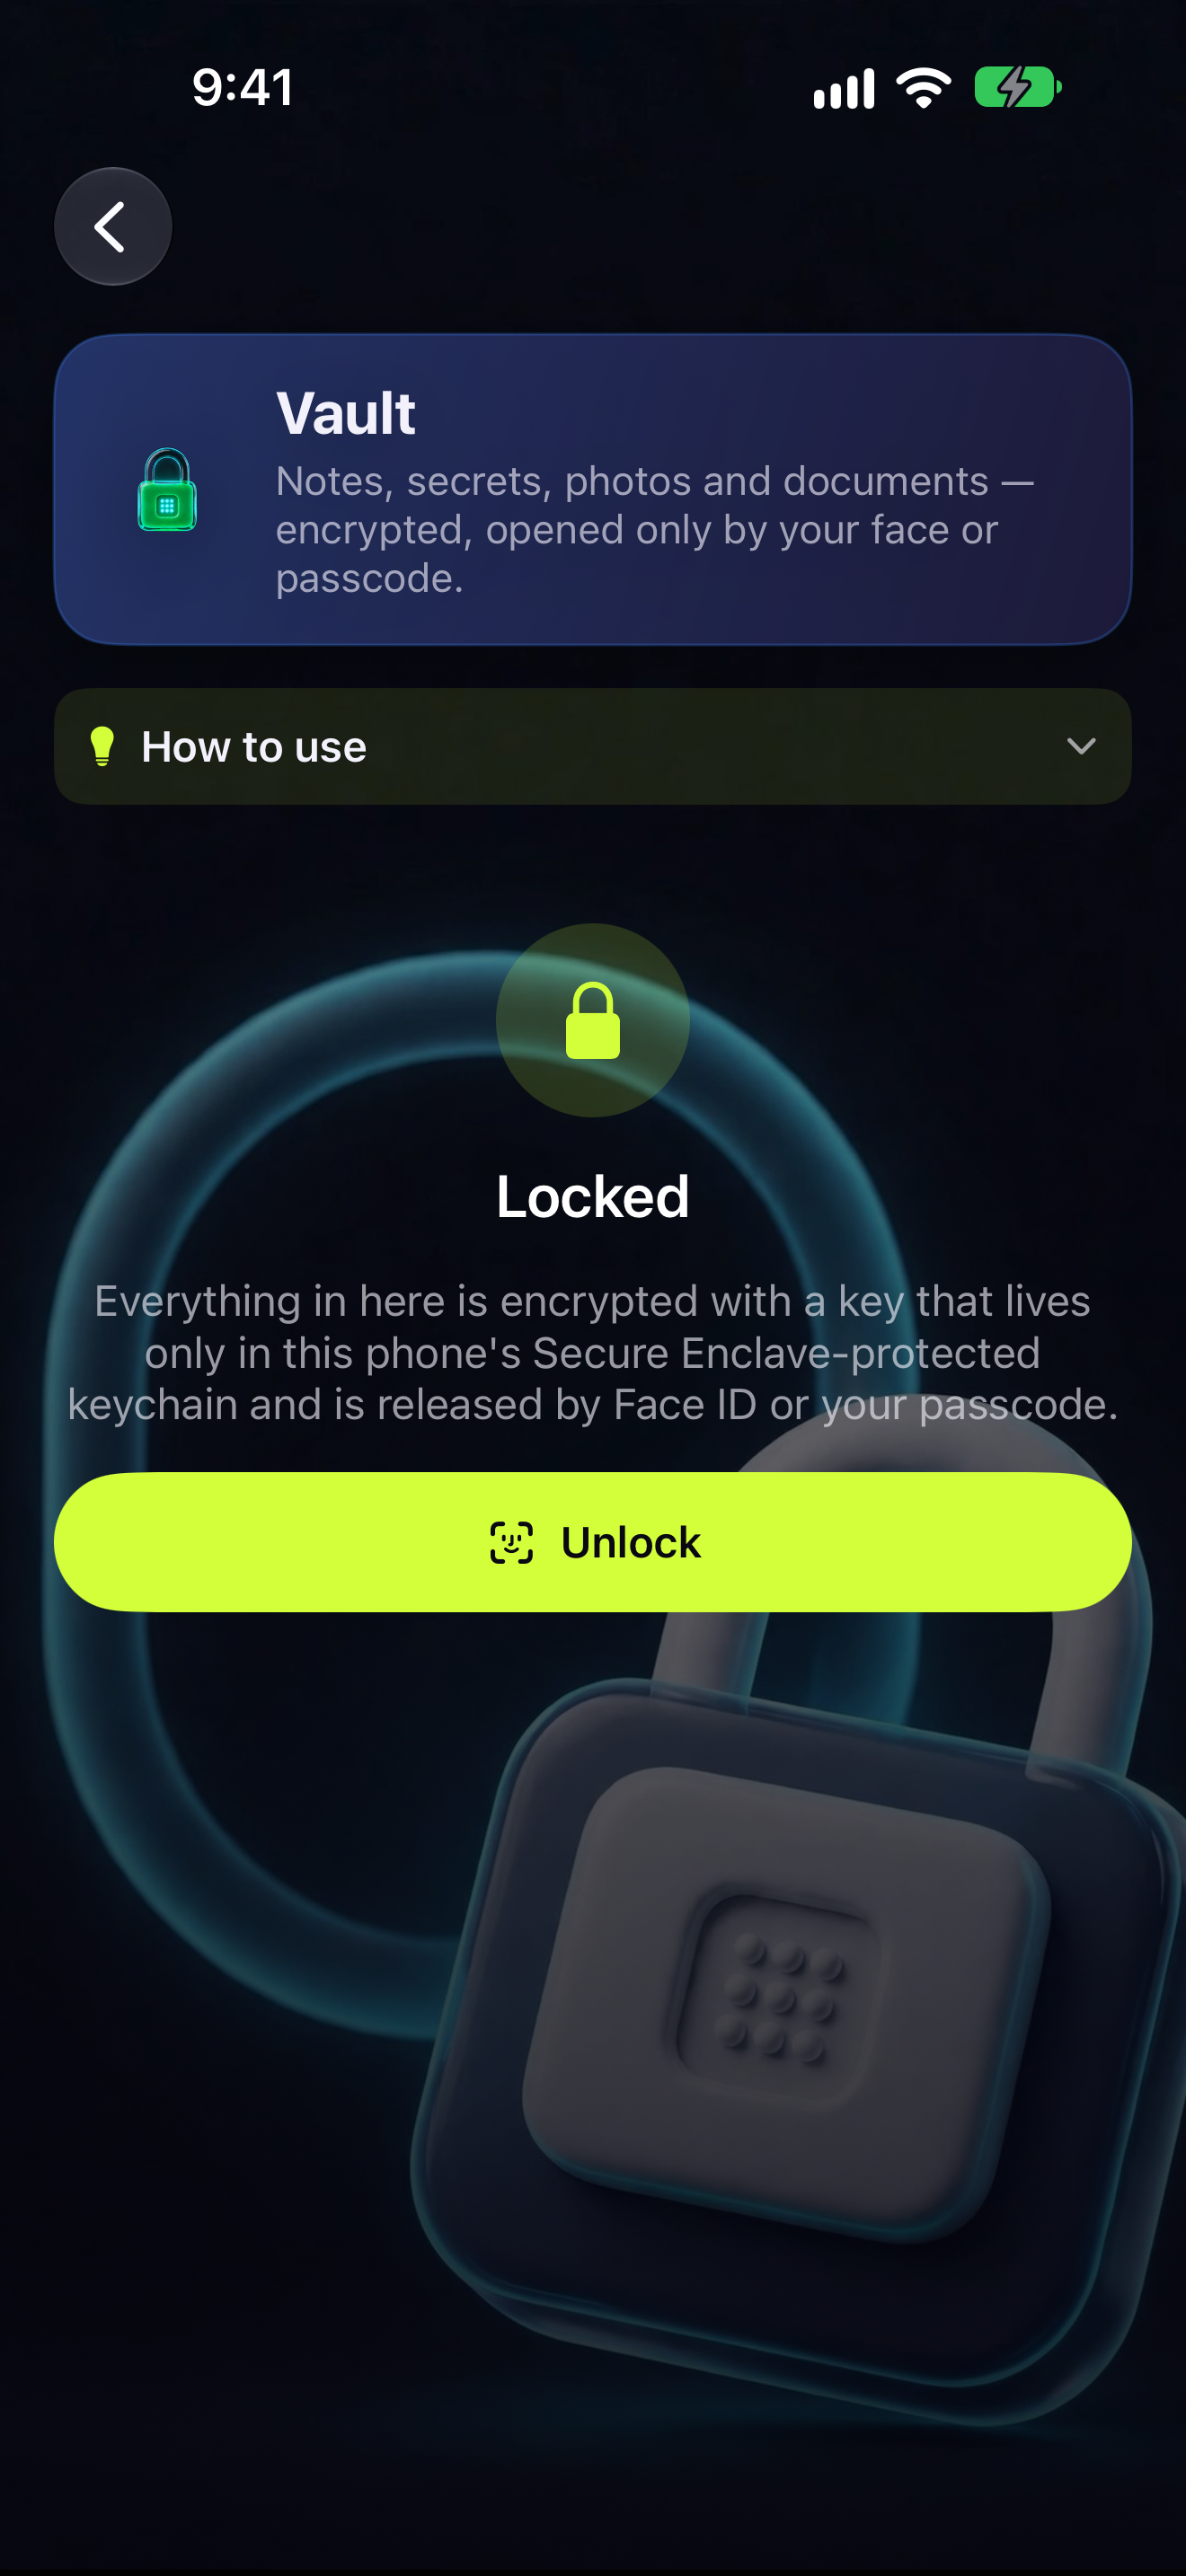 9:41
Vault
Notes, secrets, photos and documents —
encrypted, opened only by your face or
passcode.
How to use
Locked
Everything in here is encrypted with a key that lives
only in this phone's Secure Enclave-protected
keychain and is released by Face ID or your passcode.
Unlock